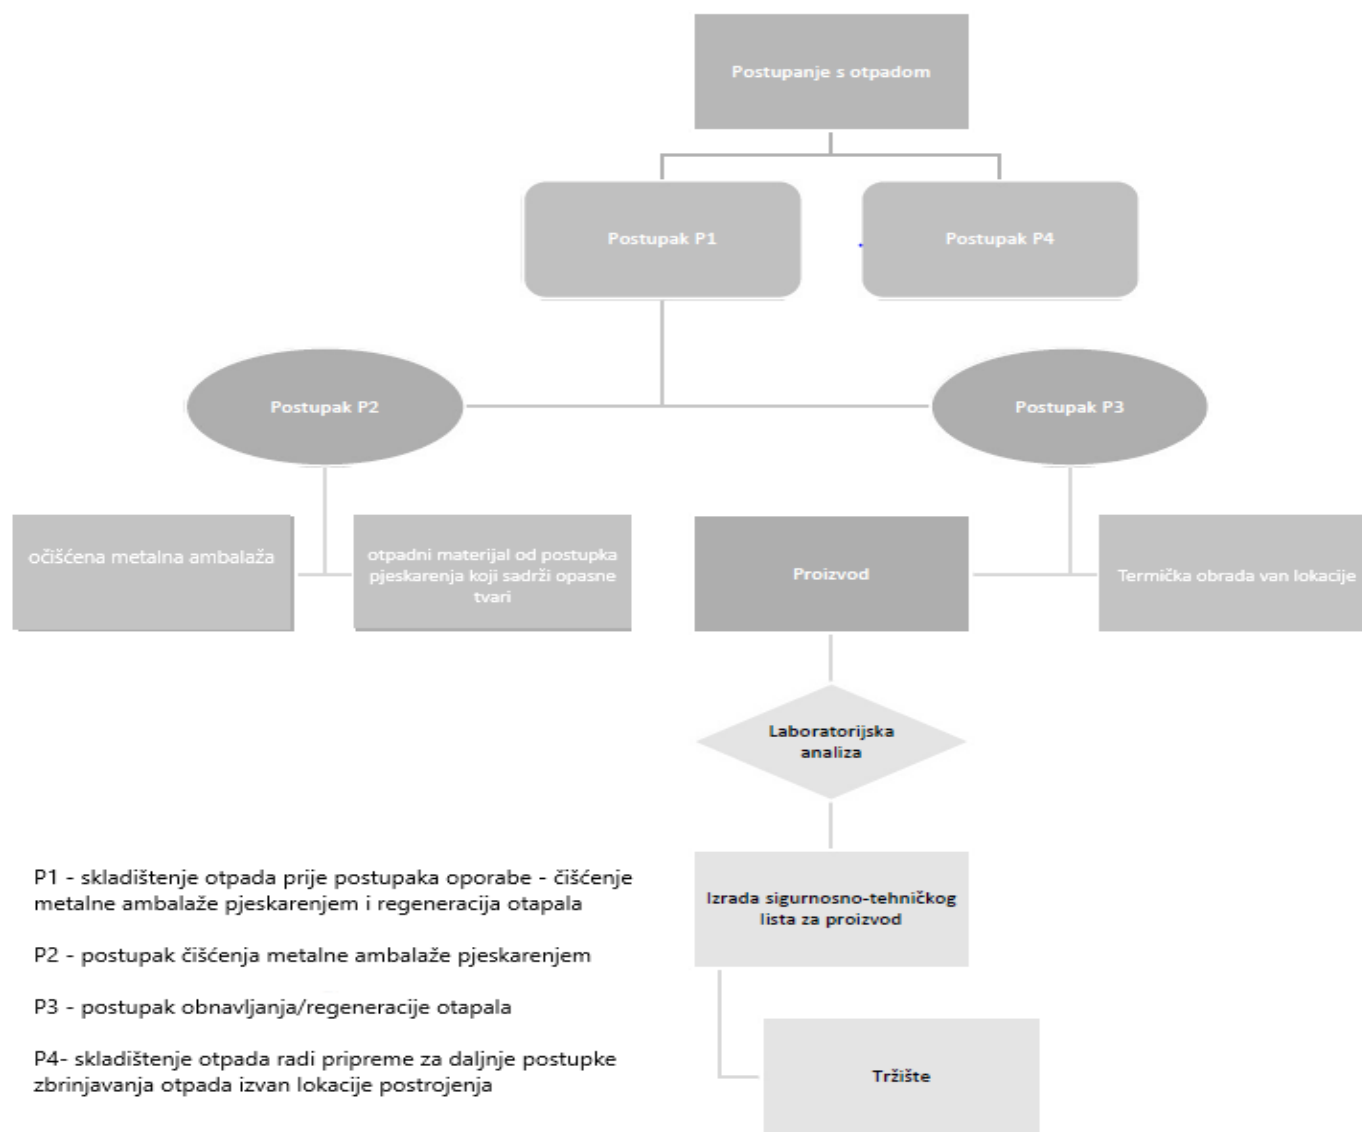 Postupanje s otpadom
Postupak P1
Postupak P4
Postupak P2
Postupak P3
očišćena metalna ambalaža
otpadni materijal od postupka
pjeskarenja koji sadrži opasne
tvari
Proizvod
Termička obrada van lokacije
Laboratorijska
analiza
Izrada sigurnosno-tehničkog
lista za proizvod
Tržište
P1 - skladištenje otpada prije postupaka oporabe - čišćenje
metalne ambalaže pjeskarenjem i regeneracija otapala
P2 - postupak čišćenja metalne ambalaže pjeskarenjem
P3 - postupak obnavljanja/regeneracije otapala
P4- skladištenje otpada radi pripreme za daljnje postupke
zbrinjavanja otpada izvan lokacije postrojenja